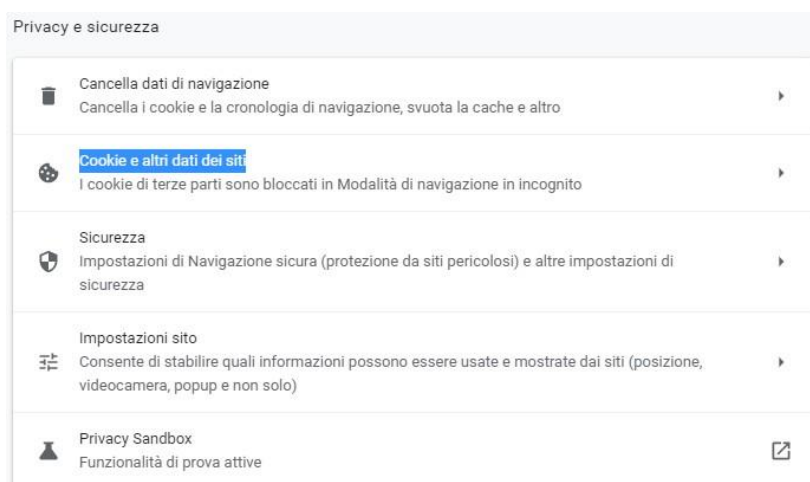 Privacy e sicurezza
Cancella dati di navigazione
Cancella i cookie e la cronologia di navigazione, svuota la cache e altro
Cookie e altri dati dei siti
I cookie di terze parti sono bloccati in Modalità di navigazione in incognito
Sicurezza
Impostazioni di Navigazione sicura (protezione da siti pericolosi) e altre impostazioni di
sicurezza
Impostazioni sito
Consente di stabilire quali informazioni possono essere usate e mostrate dai siti (posizione,
videocamera, popup e non solo)
Privacy Sandbox
Funzionalità di prova attive